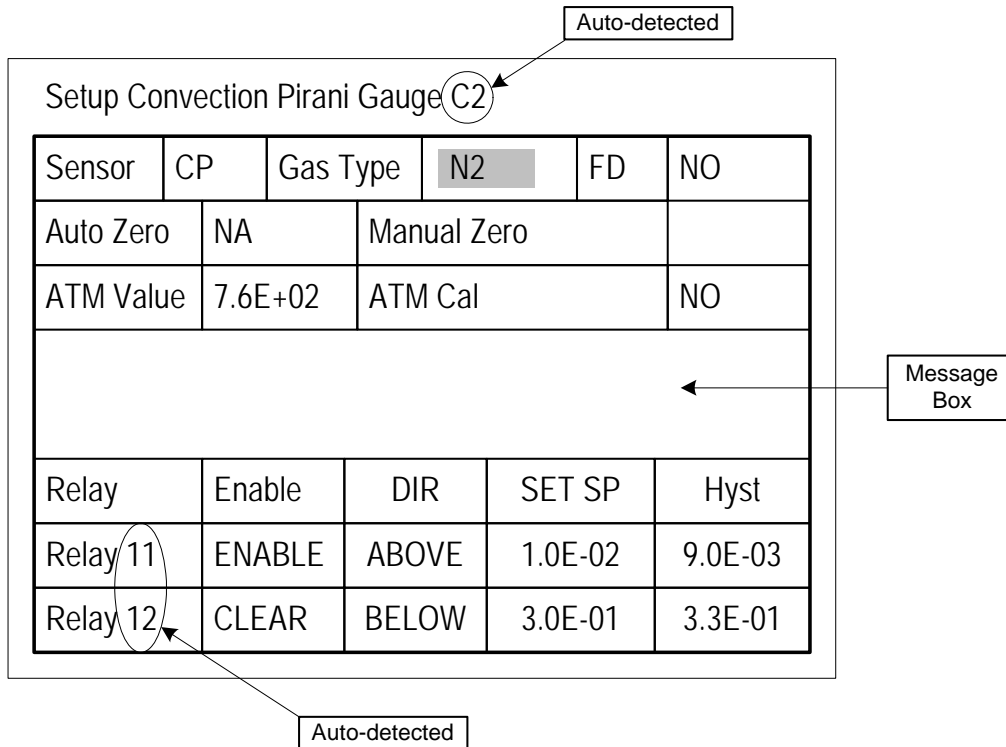 Auto-detected
Setup Convection Pirani Gauge C2
Sensor CP Gas Type N2 FD NO
Auto Zero NA Manual Zero
ATM Value 7.6E+02 ATM Cal NO
Message
Box
Relay Enable DIR SET SP Hyst
Relay 11 ENABLE ABOVE 1.0E-02 9.0E-03
Relay 12 CLEAR BELOW 3.0E-01 3.3E-01
Auto-detected